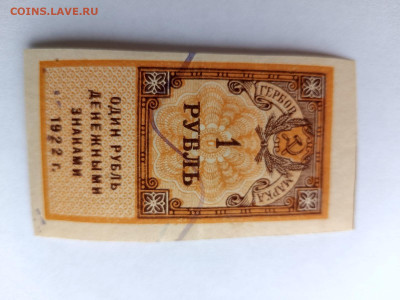 COINS.LAVE.RU
ГЕРБОВ
МАРКА
1
РУБЛЬ
ОДИН РУБЛЬ
ДЕНЕЖНЫМИ
ЗНАКАМИ
1922 г.